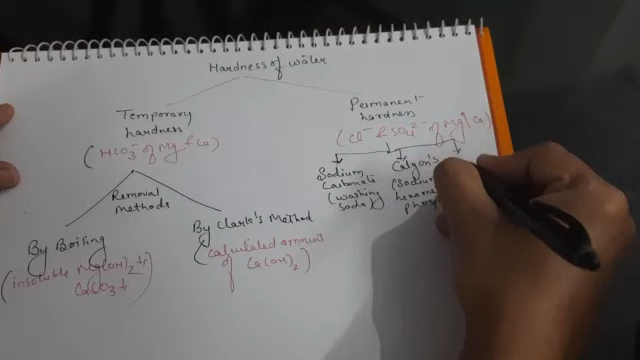 Hardness of water
Temporary
hardness
(HCO₃⁻ of Mg & Ca)
Removal
Methods
By Boiling
(insoluble Mg(OH)₂↓
CaCO₃↓)
By Clark's Method
(calculated amount
of Ca(OH)₂)
Permanent
hardness
(Cl⁻ & SO₄²⁻ of Mg & Ca)
Sodium
Carbonate
(washing
soda)
Calgon's
(Sodium
hexame
phosp